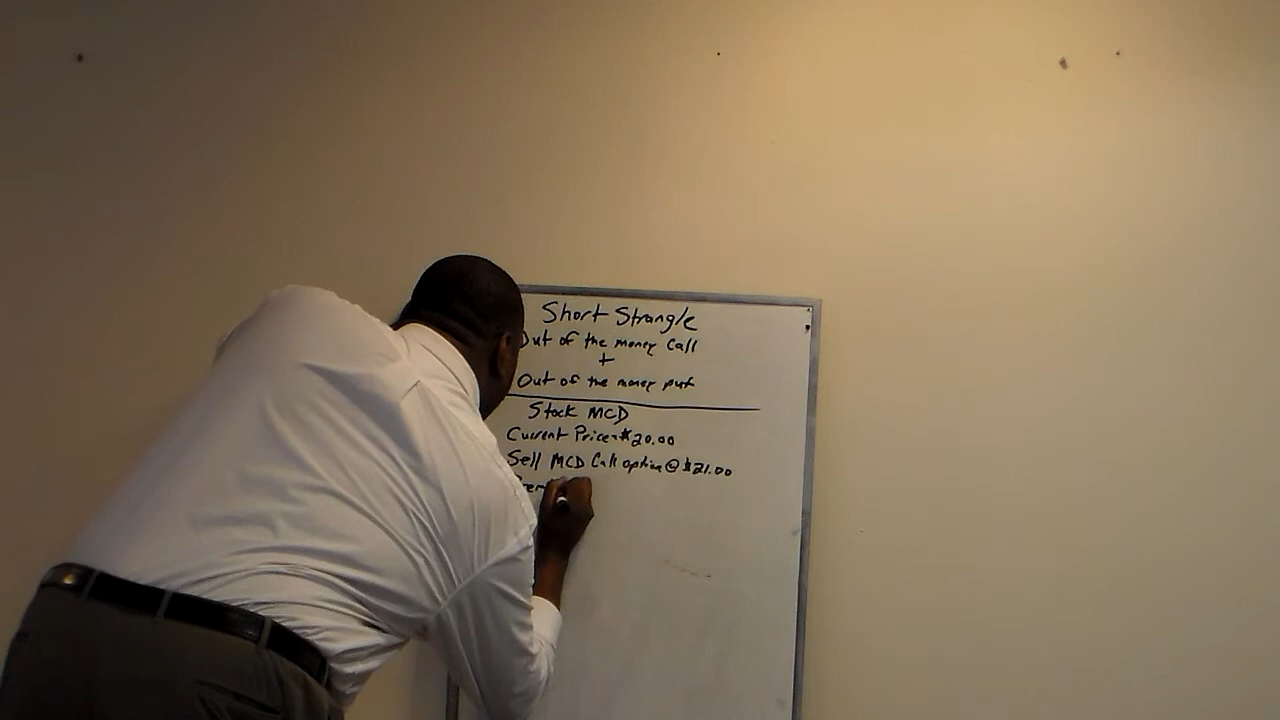 Short Strangle
Out of the money Call
+
Out of the money put
Stock MCD
Current Price = $20.00
Sell MCD Call option @ $21.00